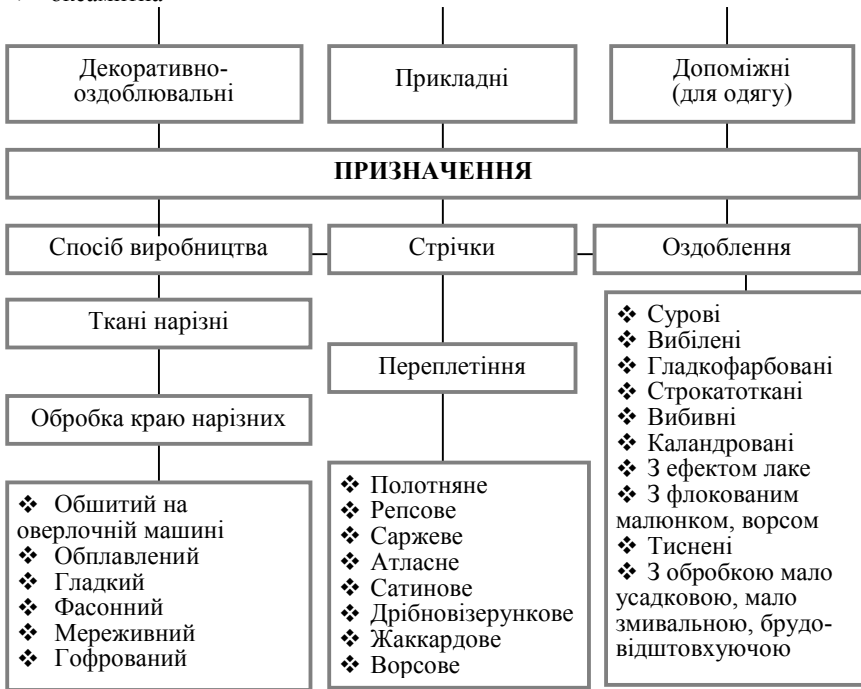 Декоративно-
оздоблювальні
Прикладні
Допоміжні
(для одягу)
ПРИЗНАЧЕННЯ
Спосіб виробництва
Стрічки
Оздоблення
Ткані нарізні
Переплетіння
Обробка краю нарізних
❖ Обшитий на
оверлочній машині
❖ Обплавлений
❖ Гладкий
❖ Фасонний
❖ Мереживний
❖ Гофрований
❖ Полотняне
❖ Репсове
❖ Саржеве
❖ Атласне
❖ Сатинове
❖ Дрібновізерункове
❖ Жаккардове
❖ Ворсове
❖ Сурові
❖ Вибілені
❖ Гладкофарбовані
❖ Строкатоткані
❖ Вибивні
❖ Каландровані
❖ З ефектом лаке
❖ З флокованим
малюнком, ворсом
❖ Тиснені
❖ З обробкою мало
усадковою, мало
змивальною, брудо-
відштовхуючою